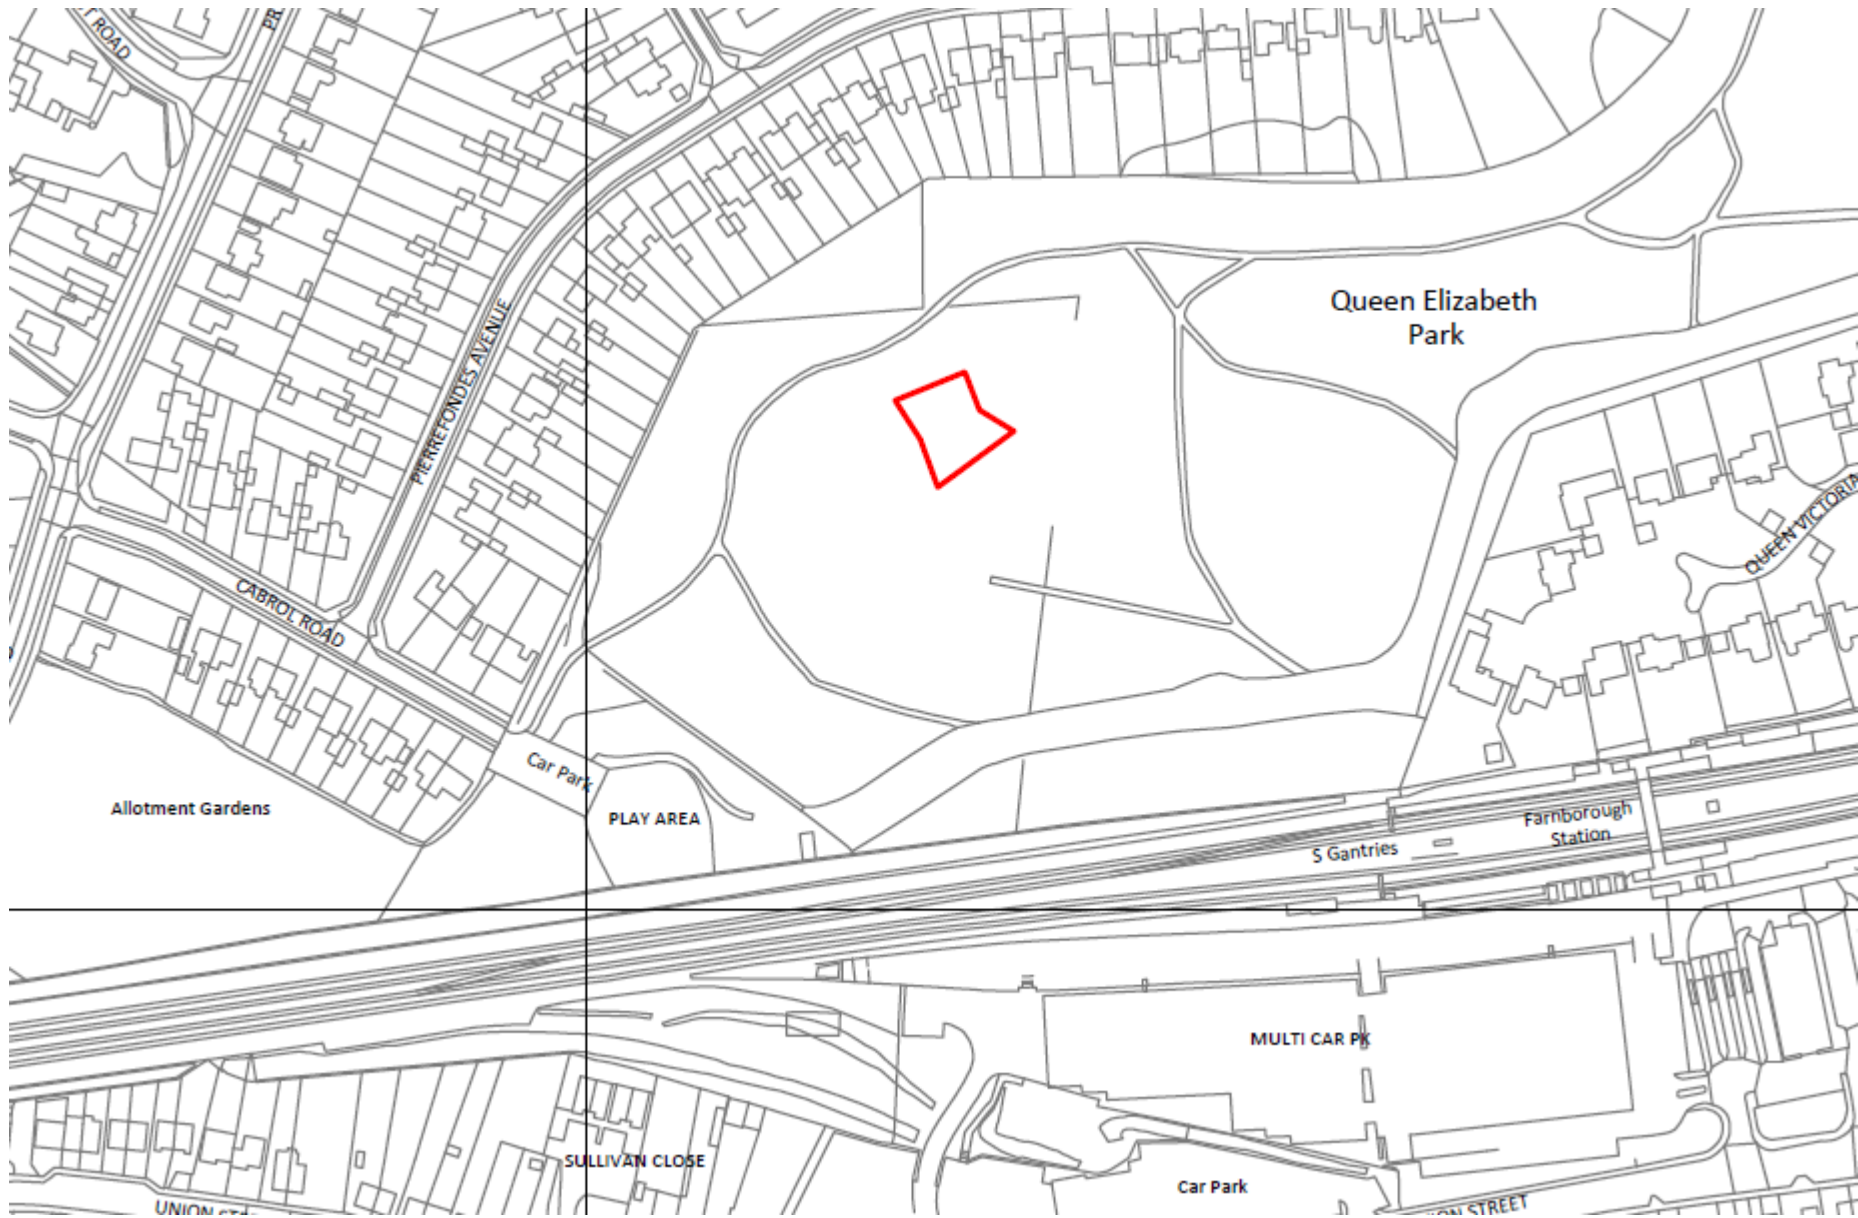 ROAD
Queen Elizabeth
Park
PIERREFONDES AVENUE
QUEEN VICTORIA
CABROL ROAD
Car Park
Allotment Gardens
PLAY AREA
Farnborough
Station
S Gantries
MULTI CAR PK
SULLIVAN CLOSE
Car Park
UNION
STREET